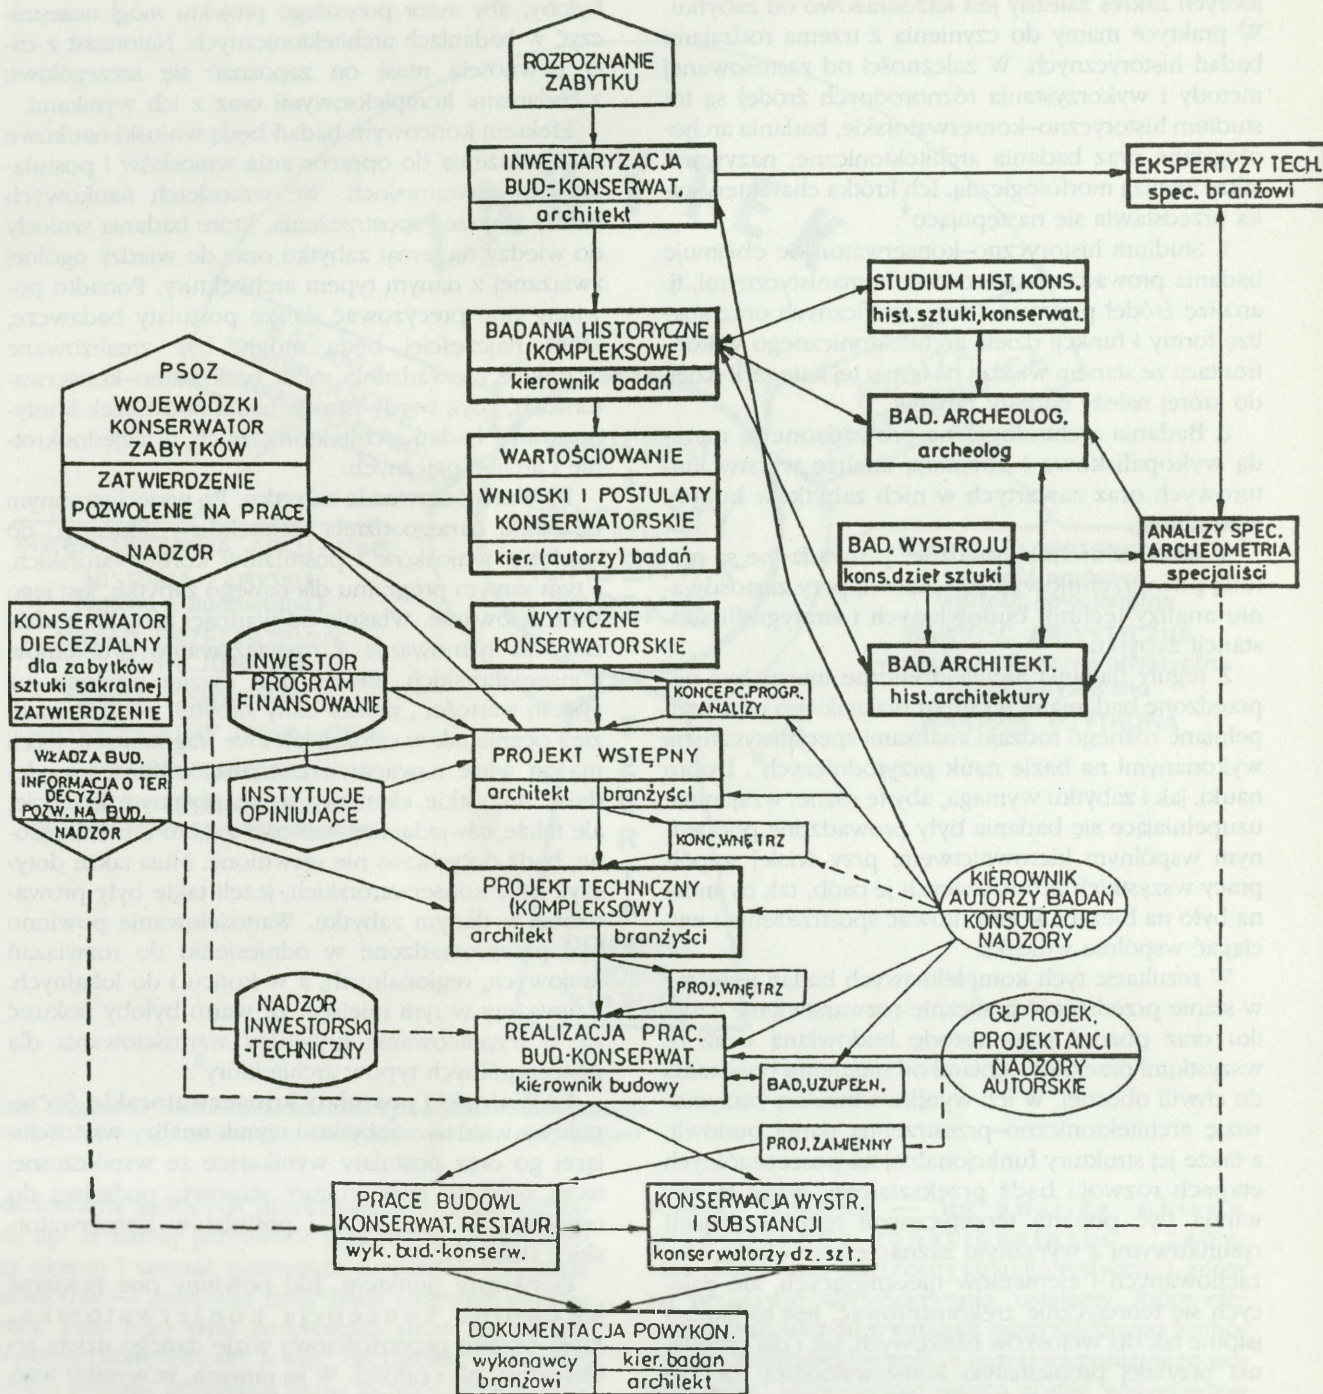 ROZPOZNANIE
ZABYTKU
INWENTARYZACJA
BUD.-KONSERWAT.
architekt
EKSPERTYZY TECH.
spec. branżowi
STUDIUM HIST. KONS.
hist. sztuki, konserwat.
BADANIA HISTORYCZNE
(KOMPLEKSOWE)
kierownik badań
PSOZ
WOJEWÓDZKI
KONSERWATOR
ZABYTKÓW
ZATWIERDZENIE
POZWOLENIE NA PRACE
NADZÓR
BAD. ARCHEOLOG.
archeolog
WARTOŚCIOWANIE
WNIOSKI I POSTULATY
KONSERWATORSKIE
kier. (autorzy) badań
BAD. WYSTROJU
kons. dzieł sztuki
ANALIZY SPEC.
ARCHEOMETRIA
specjaliści
KONSERWATOR
DIECEZJALNY
dla zabytków
sztuki sakralnej
ZATWIERDZENIE
INWESTOR
PROGRAM
FINANSOWANIE
WYTYCZNE
KONSERWATORSKIE
BAD. ARCHITEKT.
hist. architektury
KONCEPC. PROGR.
ANALIZY
WŁADZA BUD.
INFORMACJA O TER
DECYZJA
POZW. NA BUD.
NADZÓR
INSTYTUCJE
OPINIUJĄCE
PROJEKT WSTĘPNY
architekt branżyści
KONC. WNĘTRZ
PROJEKT TECHNICZNY
(KOMPLEKSOWY)
architekt branżyści
KIEROWNIK
AUTORZY BADAŃ
KONSULTACJE
NADZORY
PROJ. WNĘTRZ
NADZÓR
INWESTORSKI
-TECHNICZNY
REALIZACJA PRAC.
BUD.-KONSERWAT
kierownik budowy
GŁ. PROJEK.
PROJEKTANCI
NADZORY
AUTORSKIE
BAD. UZUPEŁN.
PROJ. ZAMIENNY
PRACE BUDOWL
KONSERWAT. RESTAUR.
wyk. bud.-konserw.
KONSERWACJA WYSTR.
SUBSTANCJI
konserwatorzy dz. szt.
DOKUMENTACJA POWYKON.
wykonawcy
branżowi
kier. badań
architekt